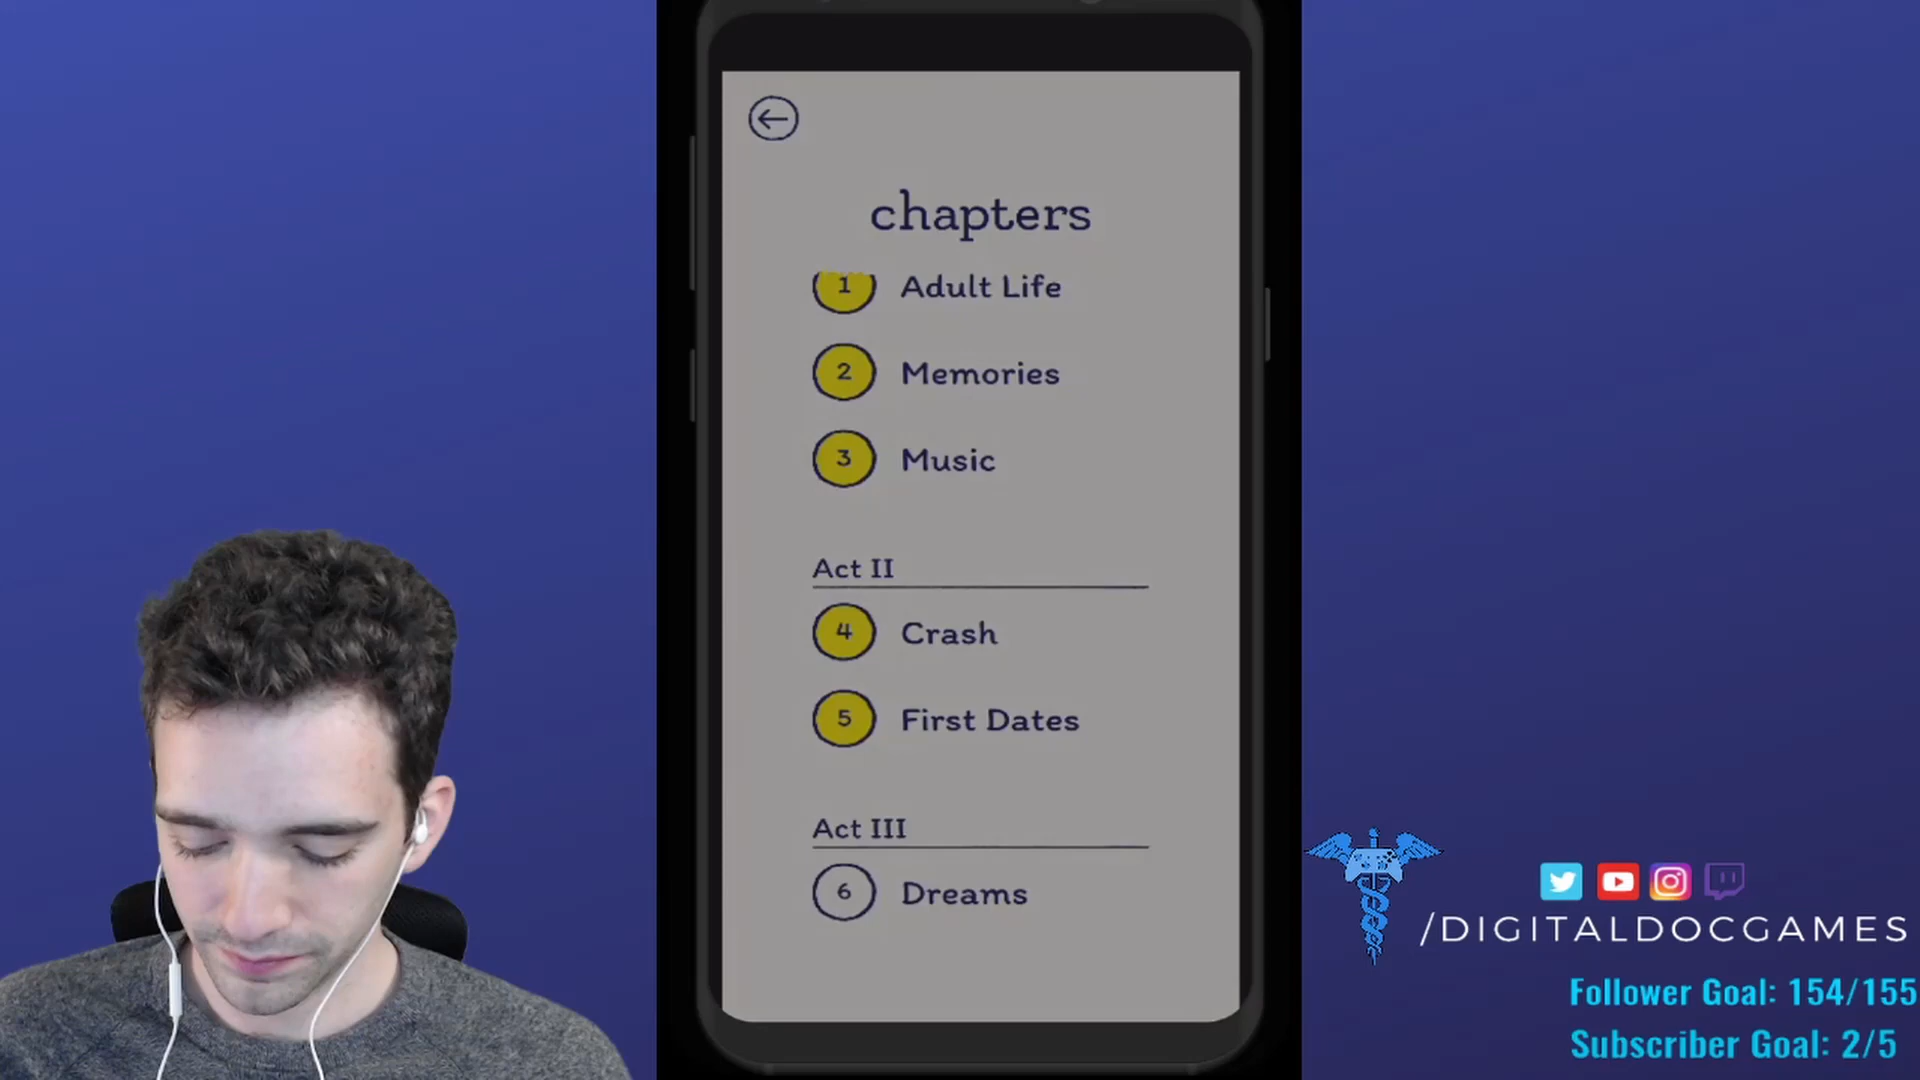 chapters
1 Adult Life
2 Memories
3 Music
Act II
4 Crash
5 First Dates
Act III
6 Dreams
/DIGITALDOCGAMES
Follower Goal: 154/155
Subscriber Goal: 2/5